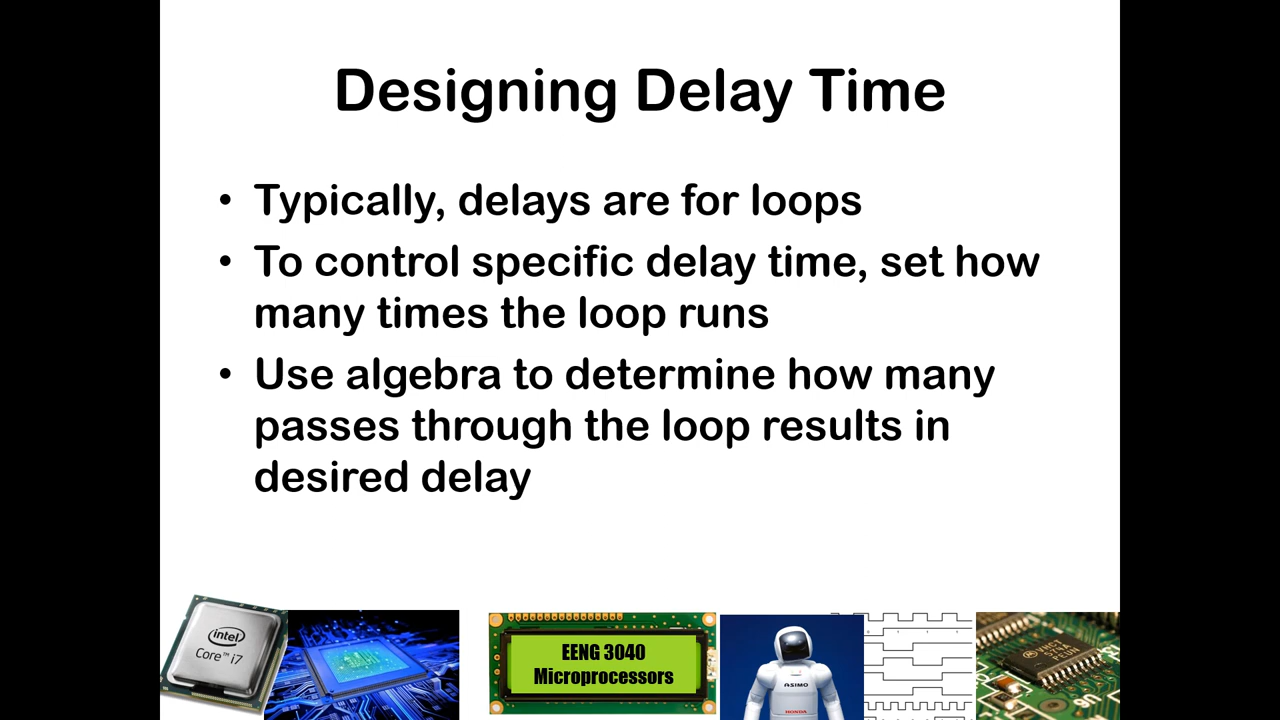 Designing Delay Time
• Typically, delays are for loops
• To control specific delay time, set how
many times the loop runs
• Use algebra to determine how many
passes through the loop results in
desired delay
intel
Core™ i7
EENG 3040
Microprocessors
ASIMO
HONDA